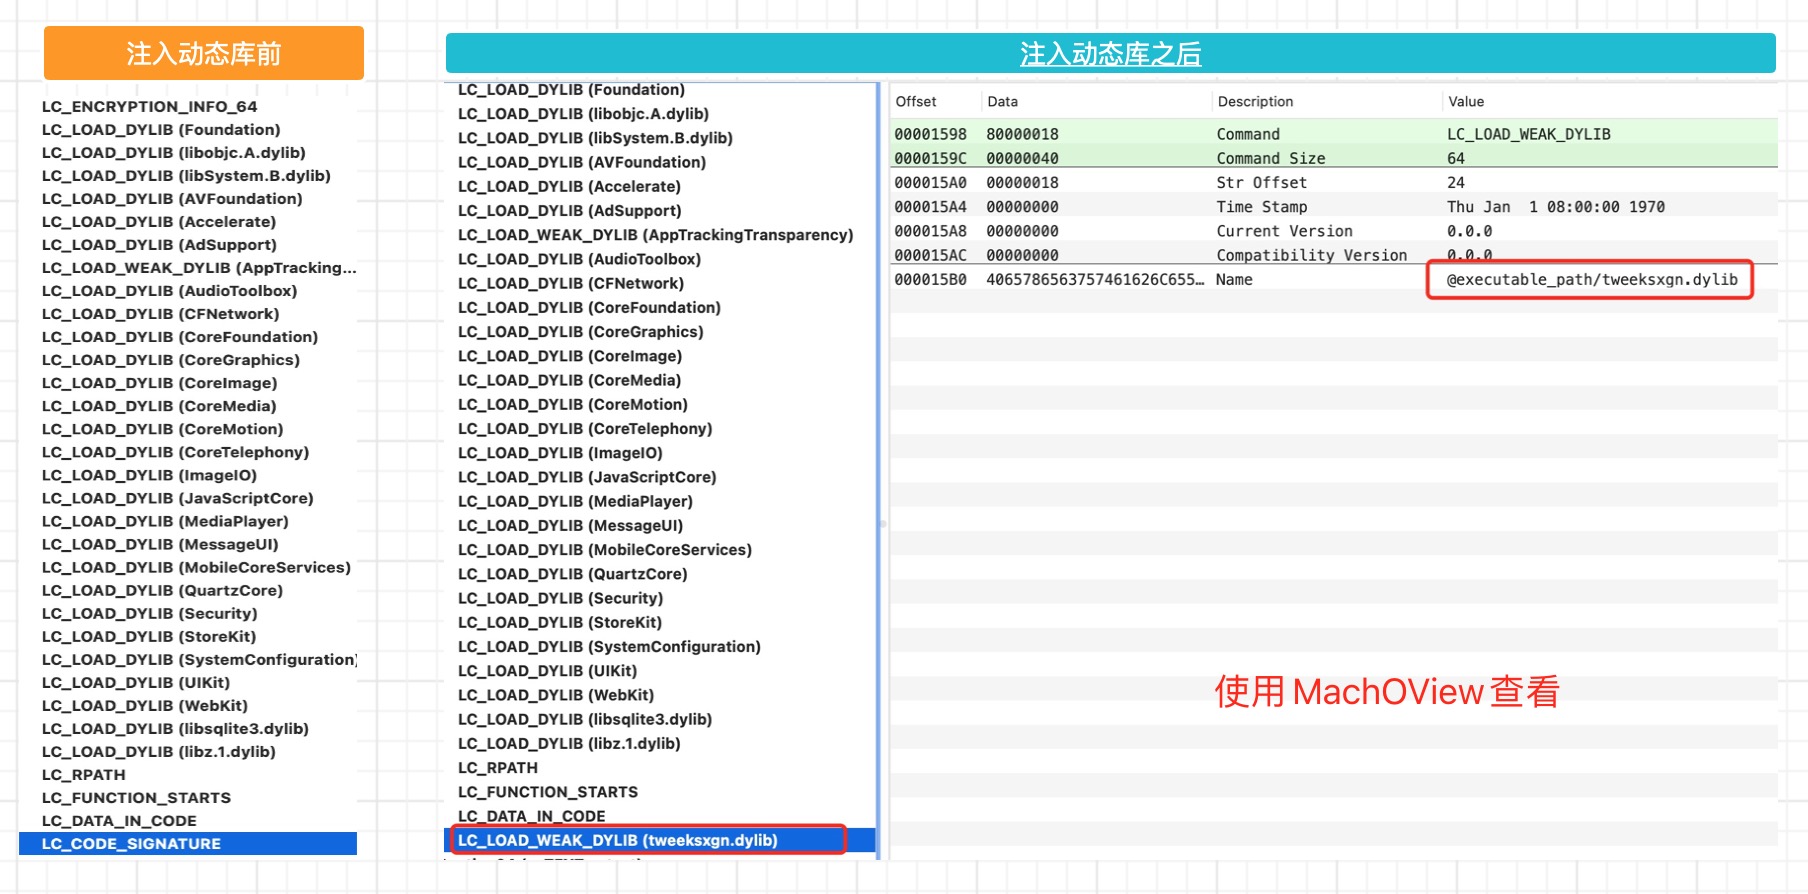 注入动态库前
LC_ENCRYPTION_INFO_64
LC_LOAD_DYLIB (Foundation)
LC_LOAD_DYLIB (libobjc.A.dylib)
LC_LOAD_DYLIB (libSystem.B.dylib)
LC_LOAD_DYLIB (AVFoundation)
LC_LOAD_DYLIB (Accelerate)
LC_LOAD_DYLIB (AdSupport)
LC_LOAD_WEAK_DYLIB (AppTracking...
LC_LOAD_DYLIB (AudioToolbox)
LC_LOAD_DYLIB (CFNetwork)
LC_LOAD_DYLIB (CoreFoundation)
LC_LOAD_DYLIB (CoreGraphics)
LC_LOAD_DYLIB (CoreImage)
LC_LOAD_DYLIB (CoreMedia)
LC_LOAD_DYLIB (CoreMotion)
LC_LOAD_DYLIB (CoreTelephony)
LC_LOAD_DYLIB (ImageIO)
LC_LOAD_DYLIB (JavaScriptCore)
LC_LOAD_DYLIB (MediaPlayer)
LC_LOAD_DYLIB (MessageUI)
LC_LOAD_DYLIB (MobileCoreServices)
LC_LOAD_DYLIB (QuartzCore)
LC_LOAD_DYLIB (Security)
LC_LOAD_DYLIB (StoreKit)
LC_LOAD_DYLIB (SystemConfiguration)
LC_LOAD_DYLIB (UIKit)
LC_LOAD_DYLIB (WebKit)
LC_LOAD_DYLIB (libsqlite3.dylib)
LC_LOAD_DYLIB (libz.1.dylib)
LC_RPATH
LC_FUNCTION_STARTS
LC_DATA_IN_CODE
LC_CODE_SIGNATURE
注入动态库之后
LC_LOAD_DYLIB (Foundation)
LC_LOAD_DYLIB (libobjc.A.dylib)
LC_LOAD_DYLIB (libSystem.B.dylib)
LC_LOAD_DYLIB (AVFoundation)
LC_LOAD_DYLIB (Accelerate)
LC_LOAD_DYLIB (AdSupport)
LC_LOAD_WEAK_DYLIB (AppTrackingTransparency)
LC_LOAD_DYLIB (AudioToolbox)
LC_LOAD_DYLIB (CFNetwork)
LC_LOAD_DYLIB (CoreFoundation)
LC_LOAD_DYLIB (CoreGraphics)
LC_LOAD_DYLIB (CoreImage)
LC_LOAD_DYLIB (CoreMedia)
LC_LOAD_DYLIB (CoreMotion)
LC_LOAD_DYLIB (CoreTelephony)
LC_LOAD_DYLIB (ImageIO)
LC_LOAD_DYLIB (JavaScriptCore)
LC_LOAD_DYLIB (MediaPlayer)
LC_LOAD_DYLIB (MessageUI)
LC_LOAD_DYLIB (MobileCoreServices)
LC_LOAD_DYLIB (QuartzCore)
LC_LOAD_DYLIB (Security)
LC_LOAD_DYLIB (StoreKit)
LC_LOAD_DYLIB (SystemConfiguration)
LC_LOAD_DYLIB (UIKit)
LC_LOAD_DYLIB (WebKit)
LC_LOAD_DYLIB (libsqlite3.dylib)
LC_LOAD_DYLIB (libz.1.dylib)
LC_RPATH
LC_FUNCTION_STARTS
LC_DATA_IN_CODE
LC_LOAD_WEAK_DYLIB (tweeksxgn.dylib)
Offset Data Description Value
00001598 80000018 Command LC_LOAD_WEAK_DYLIB
0000159C 00000040 Command Size 64
000015A0 00000018 Str Offset 24
000015A4 00000000 Time Stamp Thu Jan  1 08:00:00 1970
000015A8 00000000 Current Version 0.0.0
000015AC 00000000 Compatibility Version 0.0.0
000015B0 4065786563757461626C655... Name @executable_path/tweeksxgn.dylib
使用 MachOView 查看